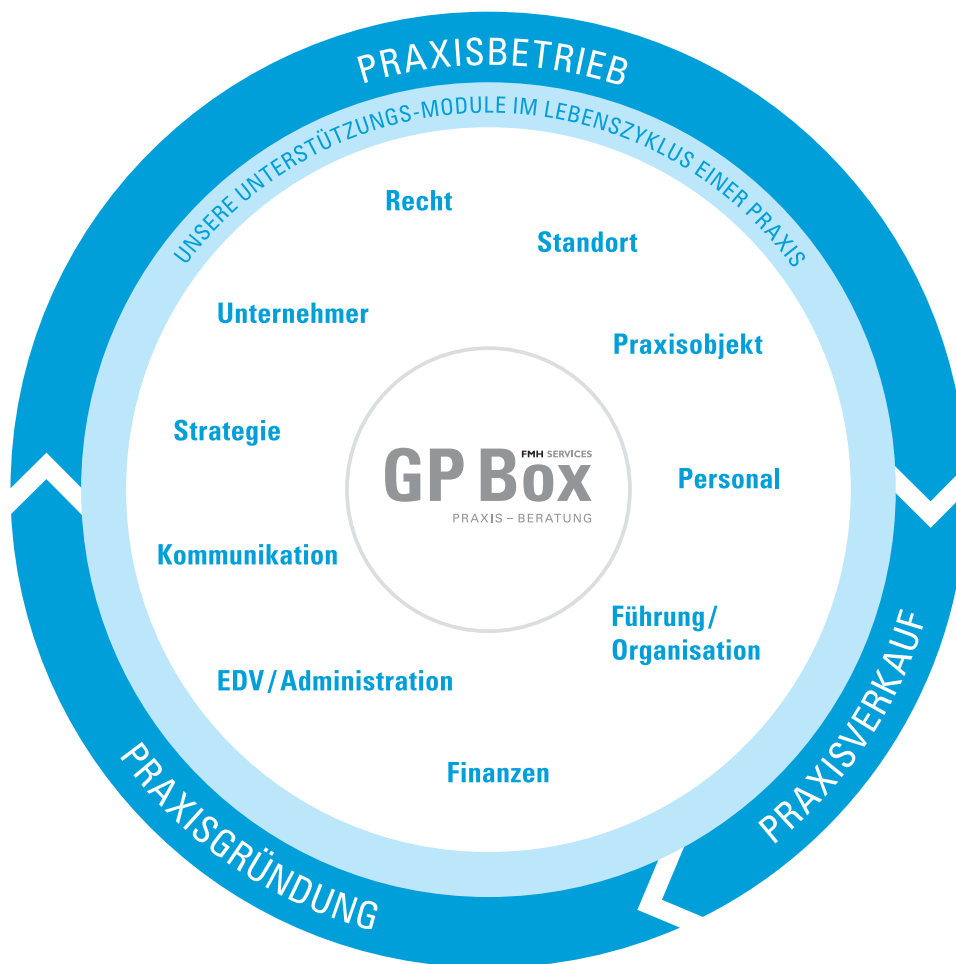 PRAXISBETRIEB
UNSERE UNTERSTÜTZUNGS-MODULE IM LEBENSZYKLUS EINER PRAXIS
Recht
Standort
Unternehmer
Praxisobjekt
Strategie
FMH SERVICES
GP Box
PRAXIS – BERATUNG
Personal
Kommunikation
Führung/
Organisation
EDV/Administration
Finanzen
PRAXISVERKAUF
PRAXISGRÜNDUNG